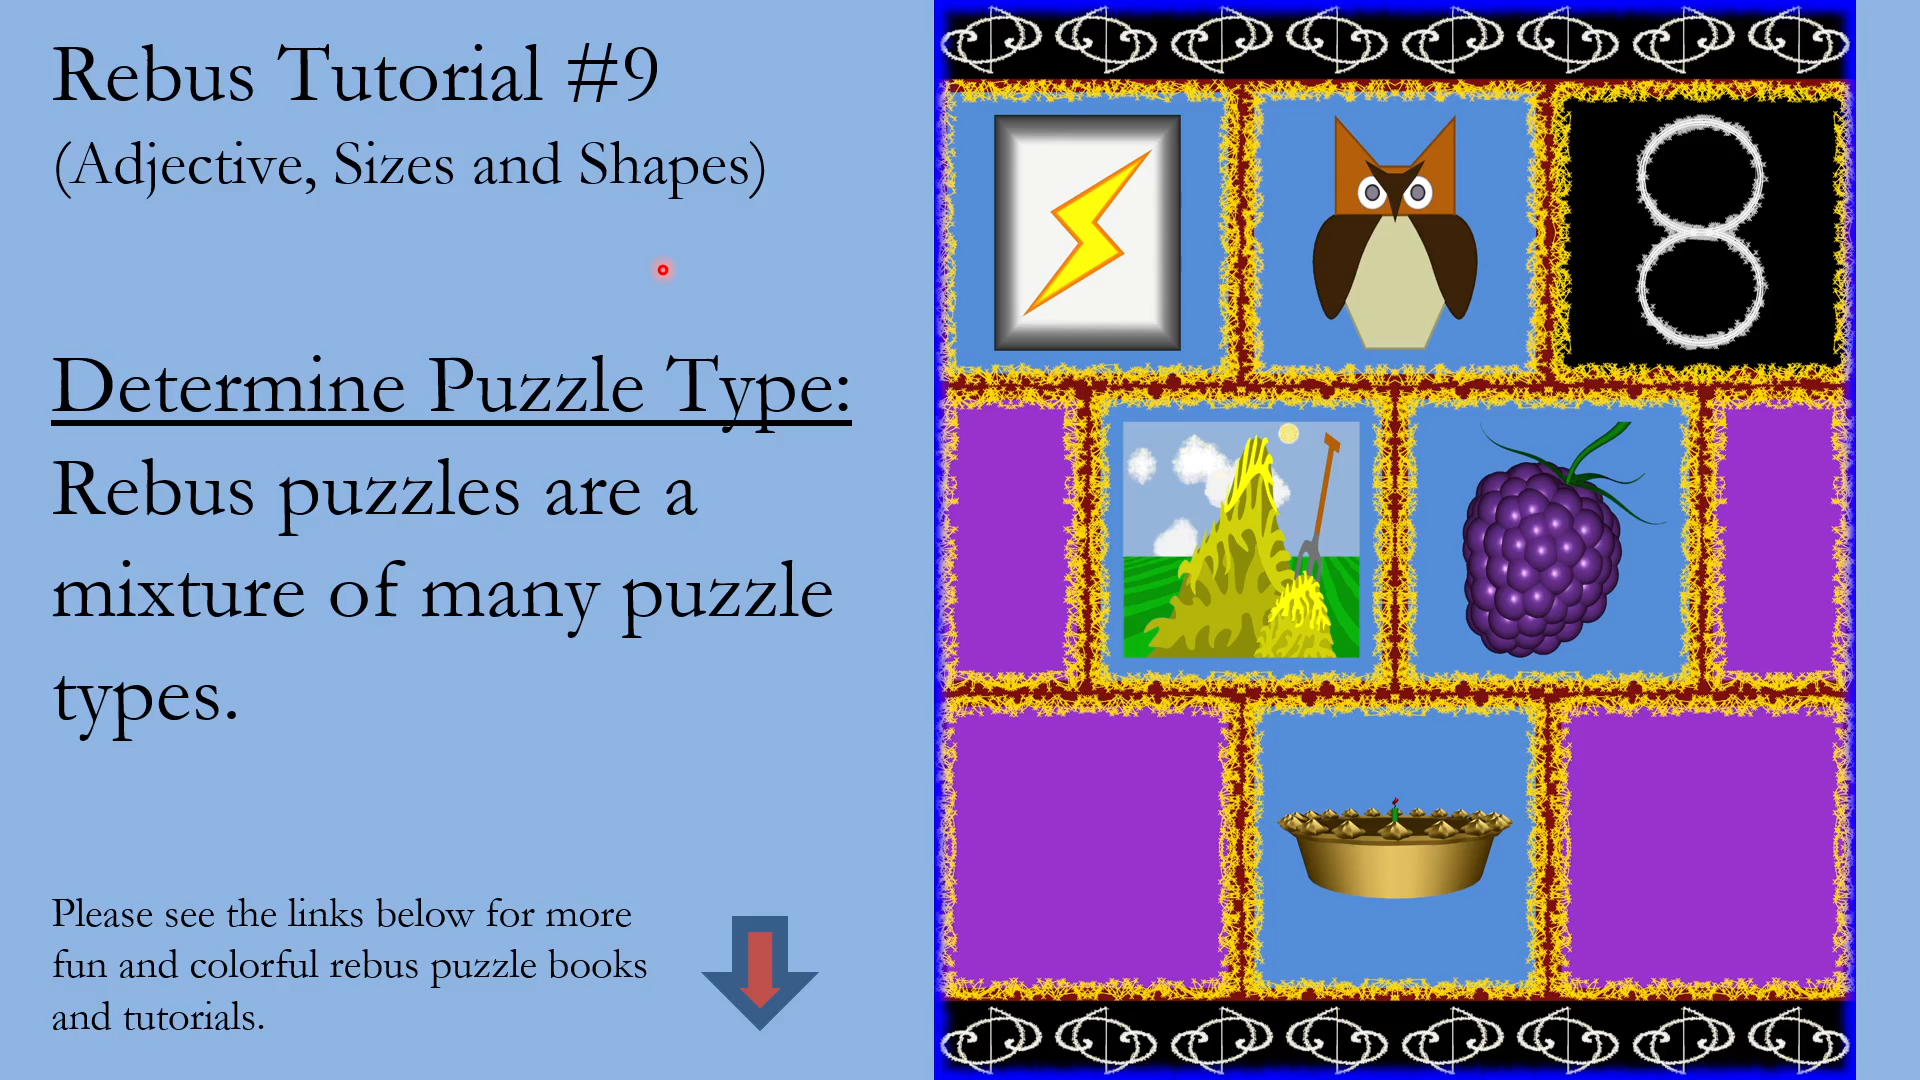 Rebus Tutorial #9
(Adjective, Sizes and Shapes)
Determine Puzzle Type:
Rebus puzzles are a
mixture of many puzzle
types.
Please see the links below for more
fun and colorful rebus puzzle books
and tutorials.
8